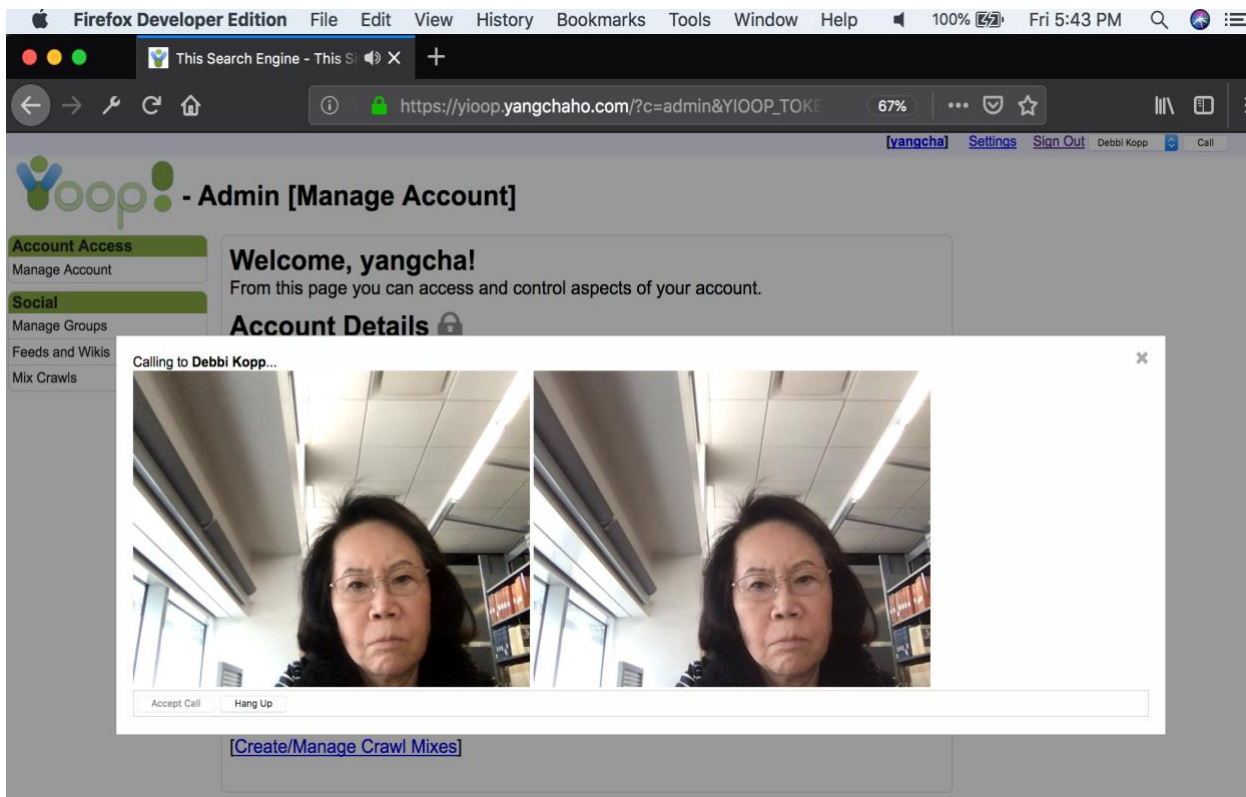 Firefox Developer Edition File Edit View History Bookmarks Tools Window Help 100% Fri 5:43 PM
This Search Engine - This Si
https://yioop.yangchaho.com/?c=admin&YIOOP_TOKE 67%
[yangcha] Settings Sign Out Debbi Kopp Call
Yioop! - Admin [Manage Account]
Account Access
Manage Account
Social
Manage Groups
Feeds and Wikis
Mix Crawls
Welcome, yangcha!
From this page you can access and control aspects of your account.
Account Details
Calling to Debbi Kopp...
Accept Call Hang Up
[Create/Manage Crawl Mixes]